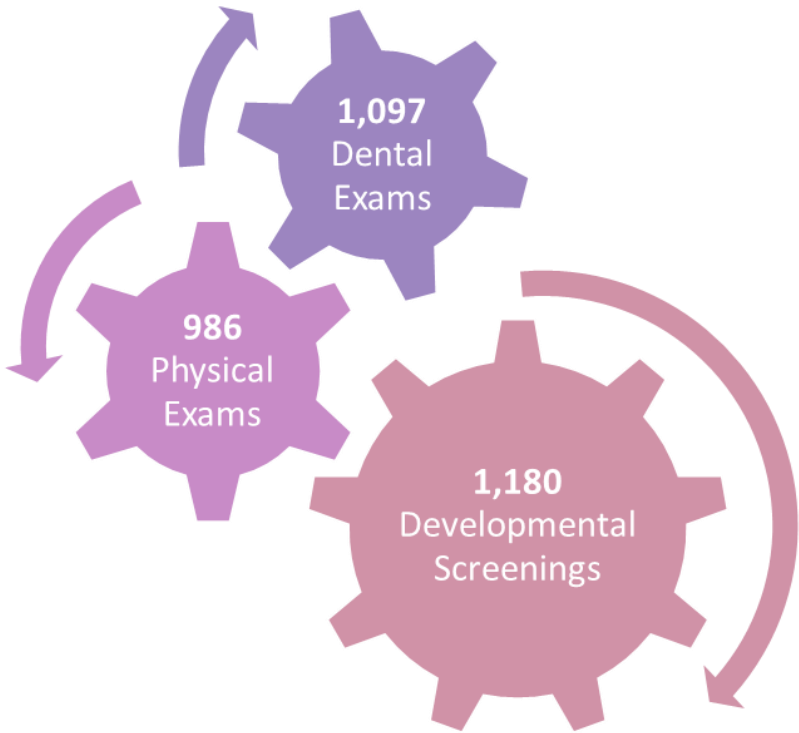 1,097
Dental
Exams
986
Physical
Exams
1,180
Developmental
Screenings